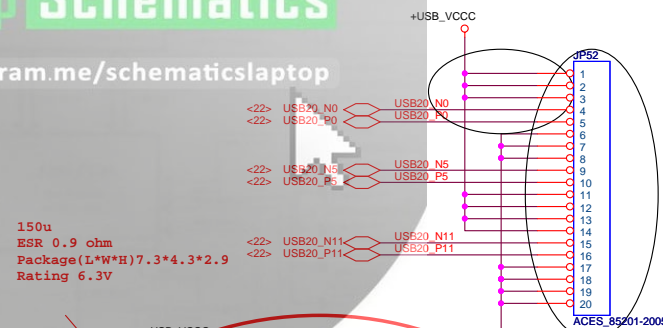 Schematics
+USB_VCCC
JP52
ram.me/schematicslaptop
1
2
3
<22> USB20_N0 USB20_N0 4
<22> USB20_P0 USB20_P0 5
6
7
8
<22> USB20_N5 USB20_N5 9
<22> USB20_P5 USB20_P5 10
11
12
13
14
150u
ESR 0.9 ohm
<22> USB20_N11 USB20_N11 15
<22> USB20_P11 USB20_P11 16
Package(L*W*H)7.3*4.3*2.9
Rating 6.3V
17
18
19
20
ACES_85201-2005